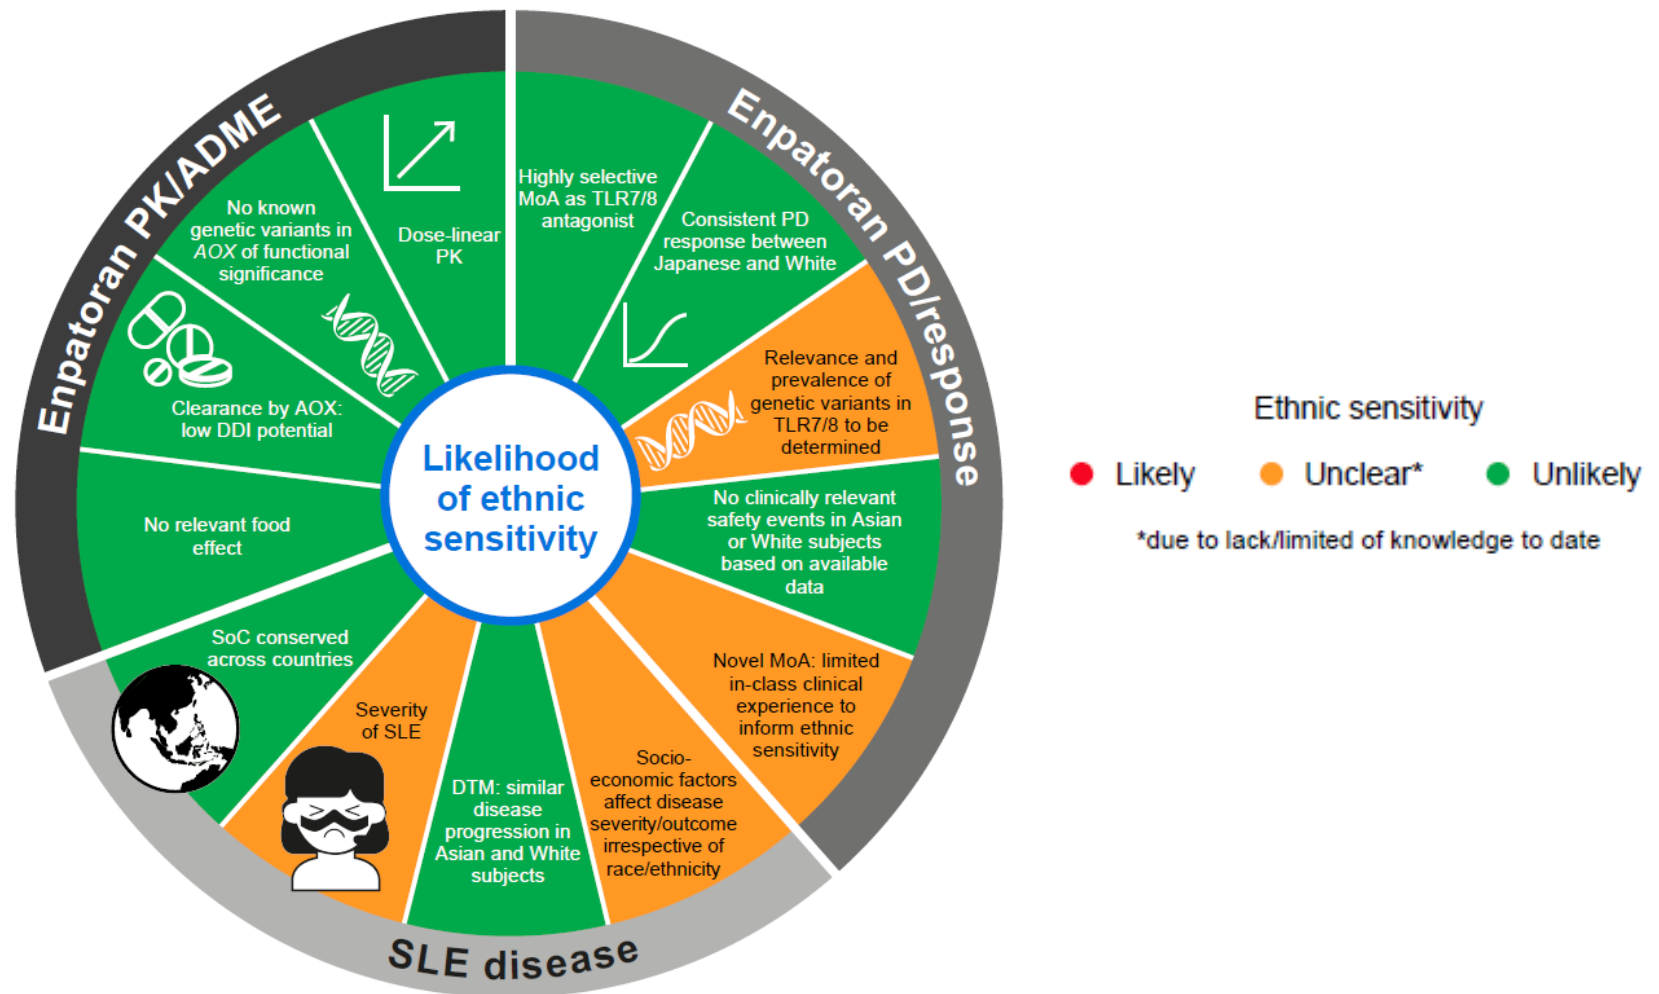 Enpatoran PK/ADME
Enpatoran PD/response
SLE disease
Likelihood
of ethnic
sensitivity
Dose-linear
PK
No known
genetic variants in
AOX of functional
significance
Clearance by AOX:
low DDI potential
No relevant food
effect
Highly selective
MoA as TLR7/8
antagonist
Consistent PD
response between
Japanese and White
Relevance and
prevalence of
genetic variants in
TLR7/8 to be
determined
No clinically relevant
safety events in Asian
or White subjects
based on available
data
Novel MoA: limited
in-class clinical
experience to
inform ethnic
sensitivity
Socio-
economic factors
affect disease
severity/outcome
irrespective of
race/ethnicity
DTM: similar
disease
progression in
Asian and White
subjects
Severity
of SLE
SoC conserved
across countries
Ethnic sensitivity
Likely
Unclear*
Unlikely
*due to lack/limited of knowledge to date